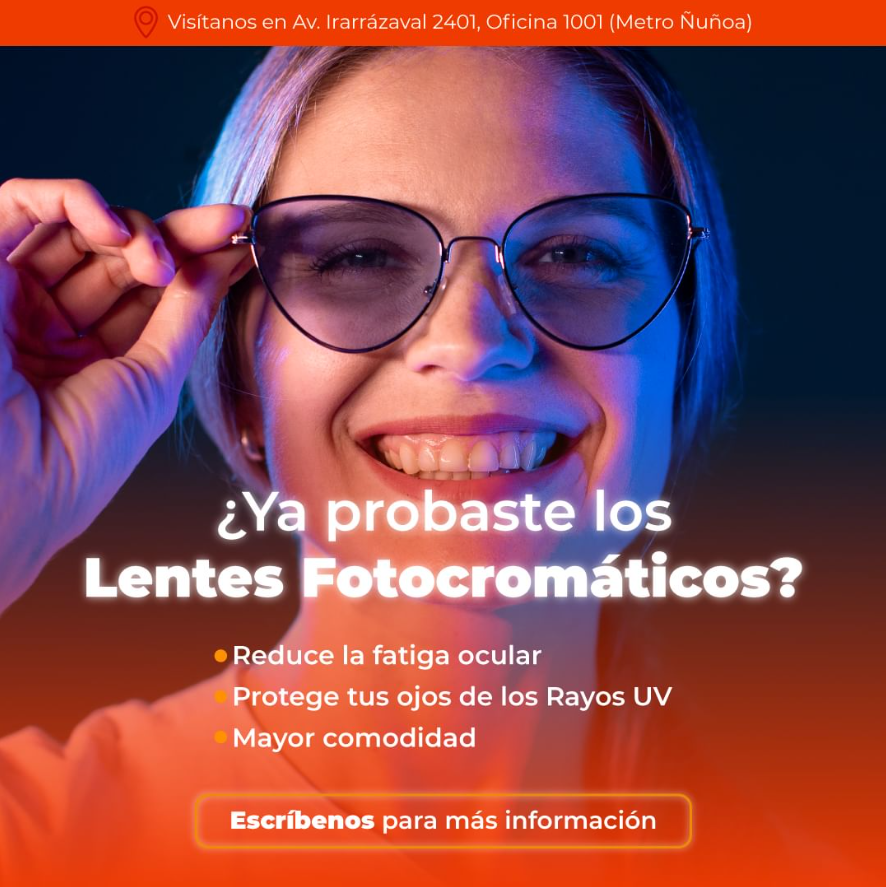 Visítanos en Av. Irarrázaval 2401, Oficina 1001 (Metro Ñuñoa)
¿Ya probaste los
Lentes Fotocromáticos?
Reduce la fatiga ocular
Protege tus ojos de los Rayos UV
Mayor comodidad
Escríbenos para más información